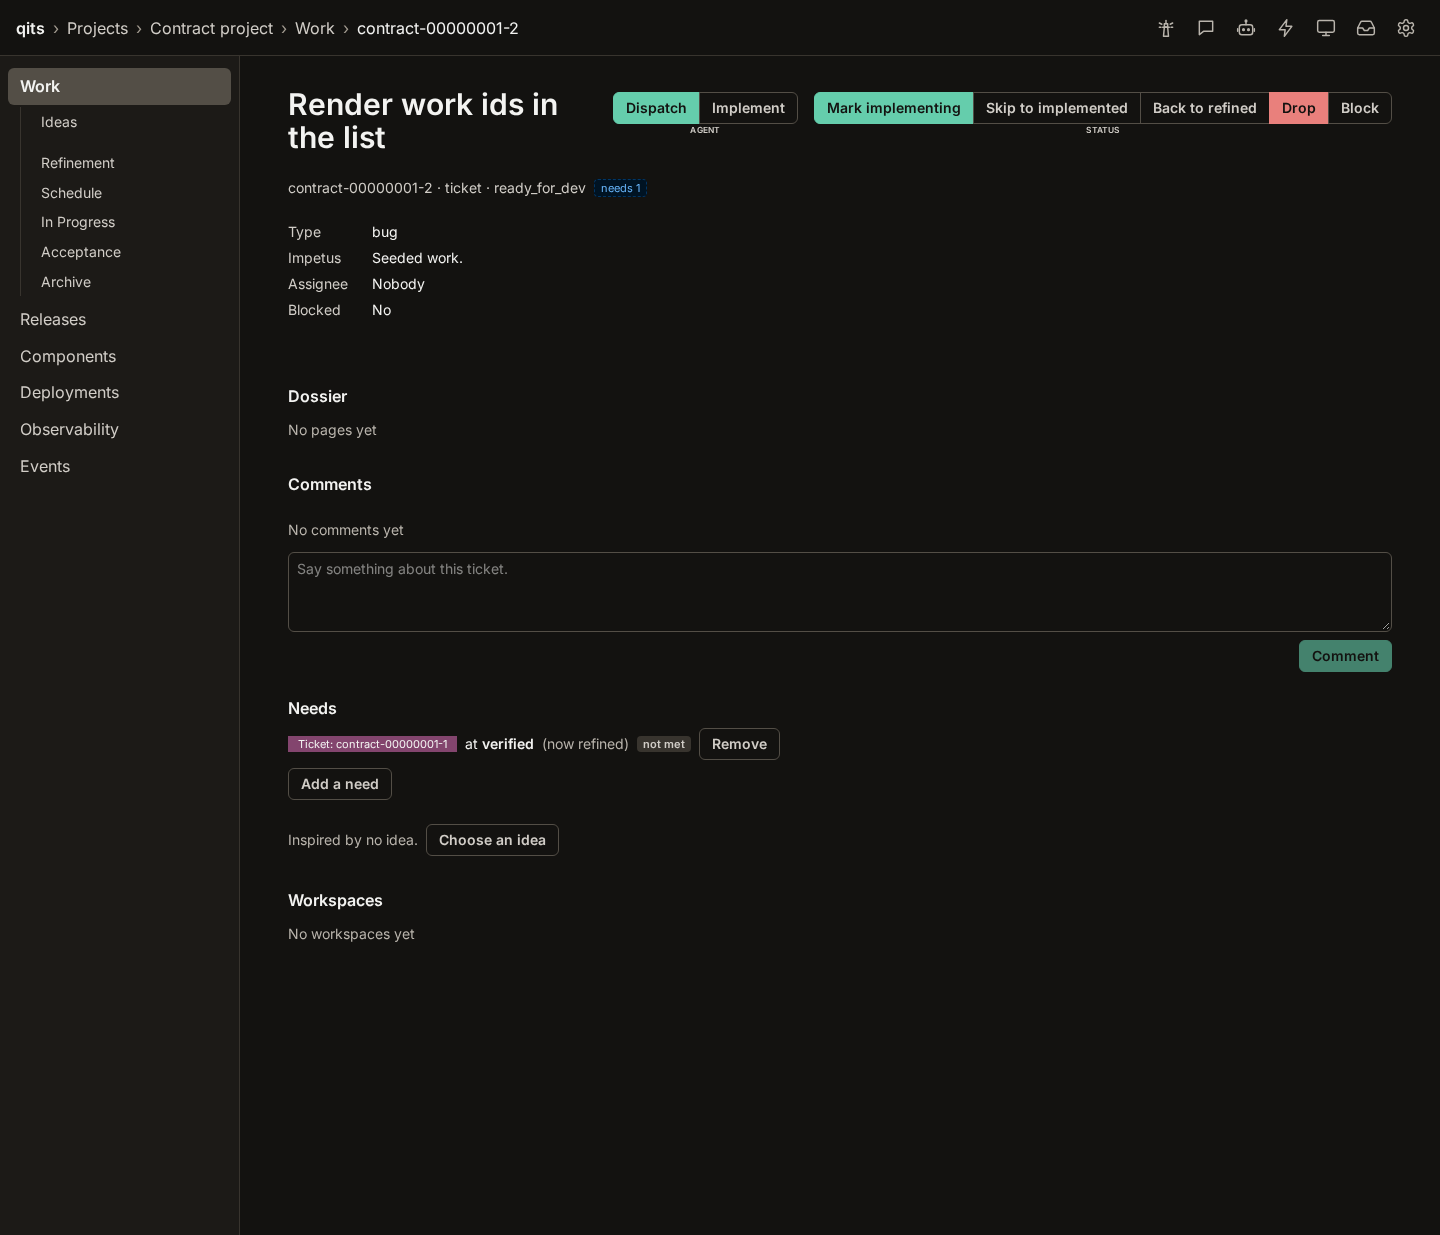 qits › Projects › Contract project › Work › contract-00000001-2
Work
Ideas
Refinement
Schedule
In Progress
Acceptance
Archive
Releases
Components
Deployments
Observability
Events
Render work ids in
the list
Dispatch Implement
AGENT
Mark implementing Skip to implemented Back to refined Drop Block
STATUS
contract-00000001-2 · ticket · ready_for_dev needs 1
Type bug
Impetus Seeded work.
Assignee Nobody
Blocked No
Dossier
No pages yet
Comments
No comments yet
Say something about this ticket.
Comment
Needs
Ticket: contract-00000001-1 at verified (now refined) not met Remove
Add a need
Inspired by no idea. Choose an idea
Workspaces
No workspaces yet